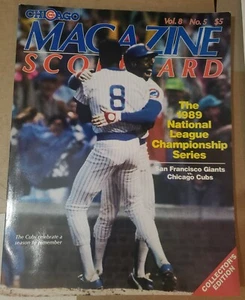 CHICAGO
Vol. 8 No. 5 $5
MAGAZINE
SCORECARD
8
The
1989
National
League
Championship
Series
San Francisco Giants
Chicago Cubs
The Cubs celebrate a
season to remember
COLLECTOR'S
EDITION